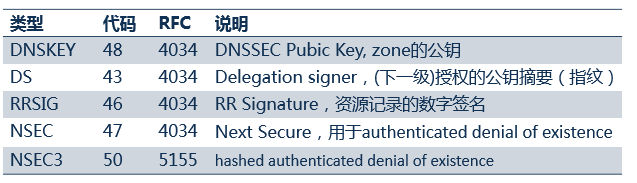 类型 代码 RFC 说明
DNSKEY 48 4034 DNSSEC Pubic Key, zone的公钥
DS 43 4034 Delegation signer，(下一级)授权的公钥摘要（指纹）
RRSIG 46 4034 RR Signature，资源记录的数字签名
NSEC 47 4034 Next Secure，用于authenticated denial of existence
NSEC3 50 5155 hashed authenticated denial of existence